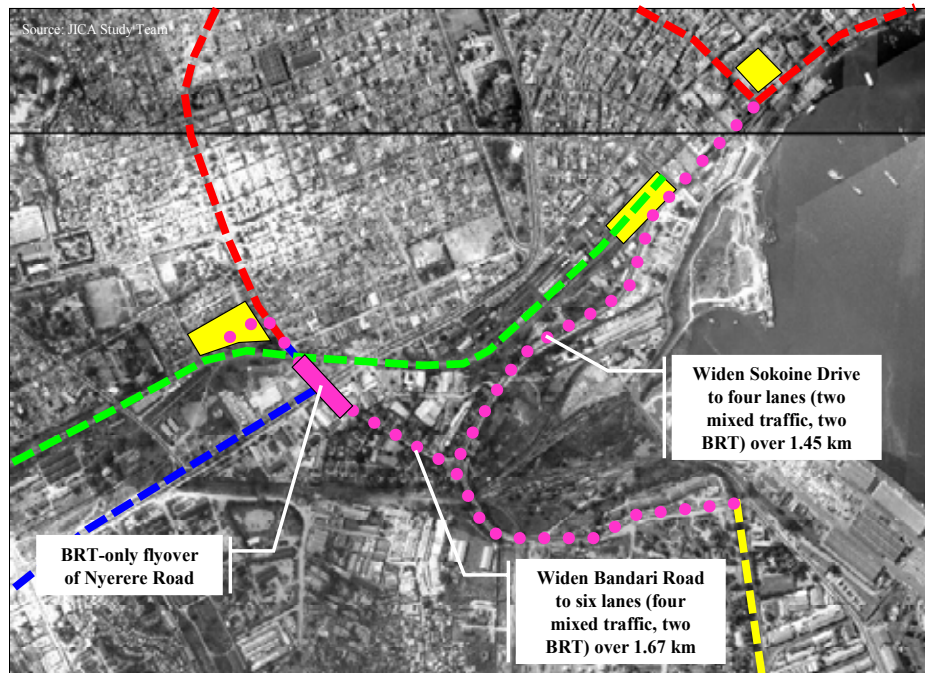 Source: JICA Study Team
Widen Sokoine Drive
to four lanes (two
mixed traffic, two
BRT) over 1.45 km
BRT-only flyover
of Nyerere Road
Widen Bandari Road
to six lanes (four
mixed traffic, two
BRT) over 1.67 km